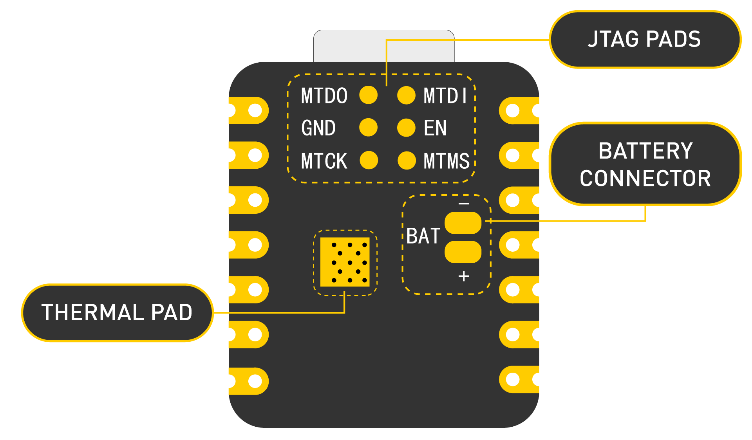 JTAG PADS
MTDO MTDI
GND EN
MTCK MTMS
BATTERY
CONNECTOR
−
BAT
+
THERMAL PAD